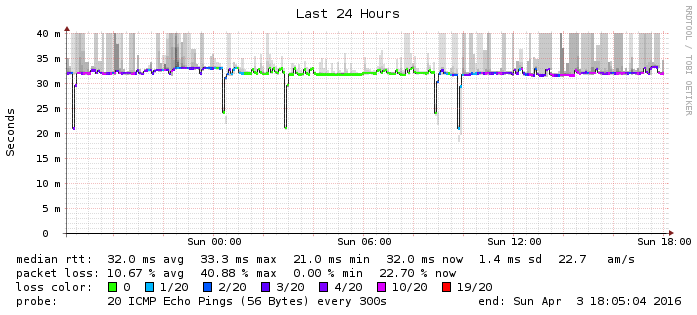 Last 24 Hours
RRDTOOL / TOBI OETIKER
Seconds
40 m
35 m
30 m
25 m
20 m
15 m
10 m
5 m
0
Sun 00:00 Sun 06:00 Sun 12:00 Sun 18:00
median rtt: 32.0 ms avg 33.3 ms max 21.0 ms min 32.0 ms now 1.4 ms sd 22.7 am/s
packet loss: 10.67 % avg 40.88 % max 0.00 % min 22.70 % now
loss color: 0 1/20 2/20 3/20 4/20 10/20 19/20
probe: 20 ICMP Echo Pings (56 Bytes) every 300s end: Sun Apr 3 18:05:04 2016